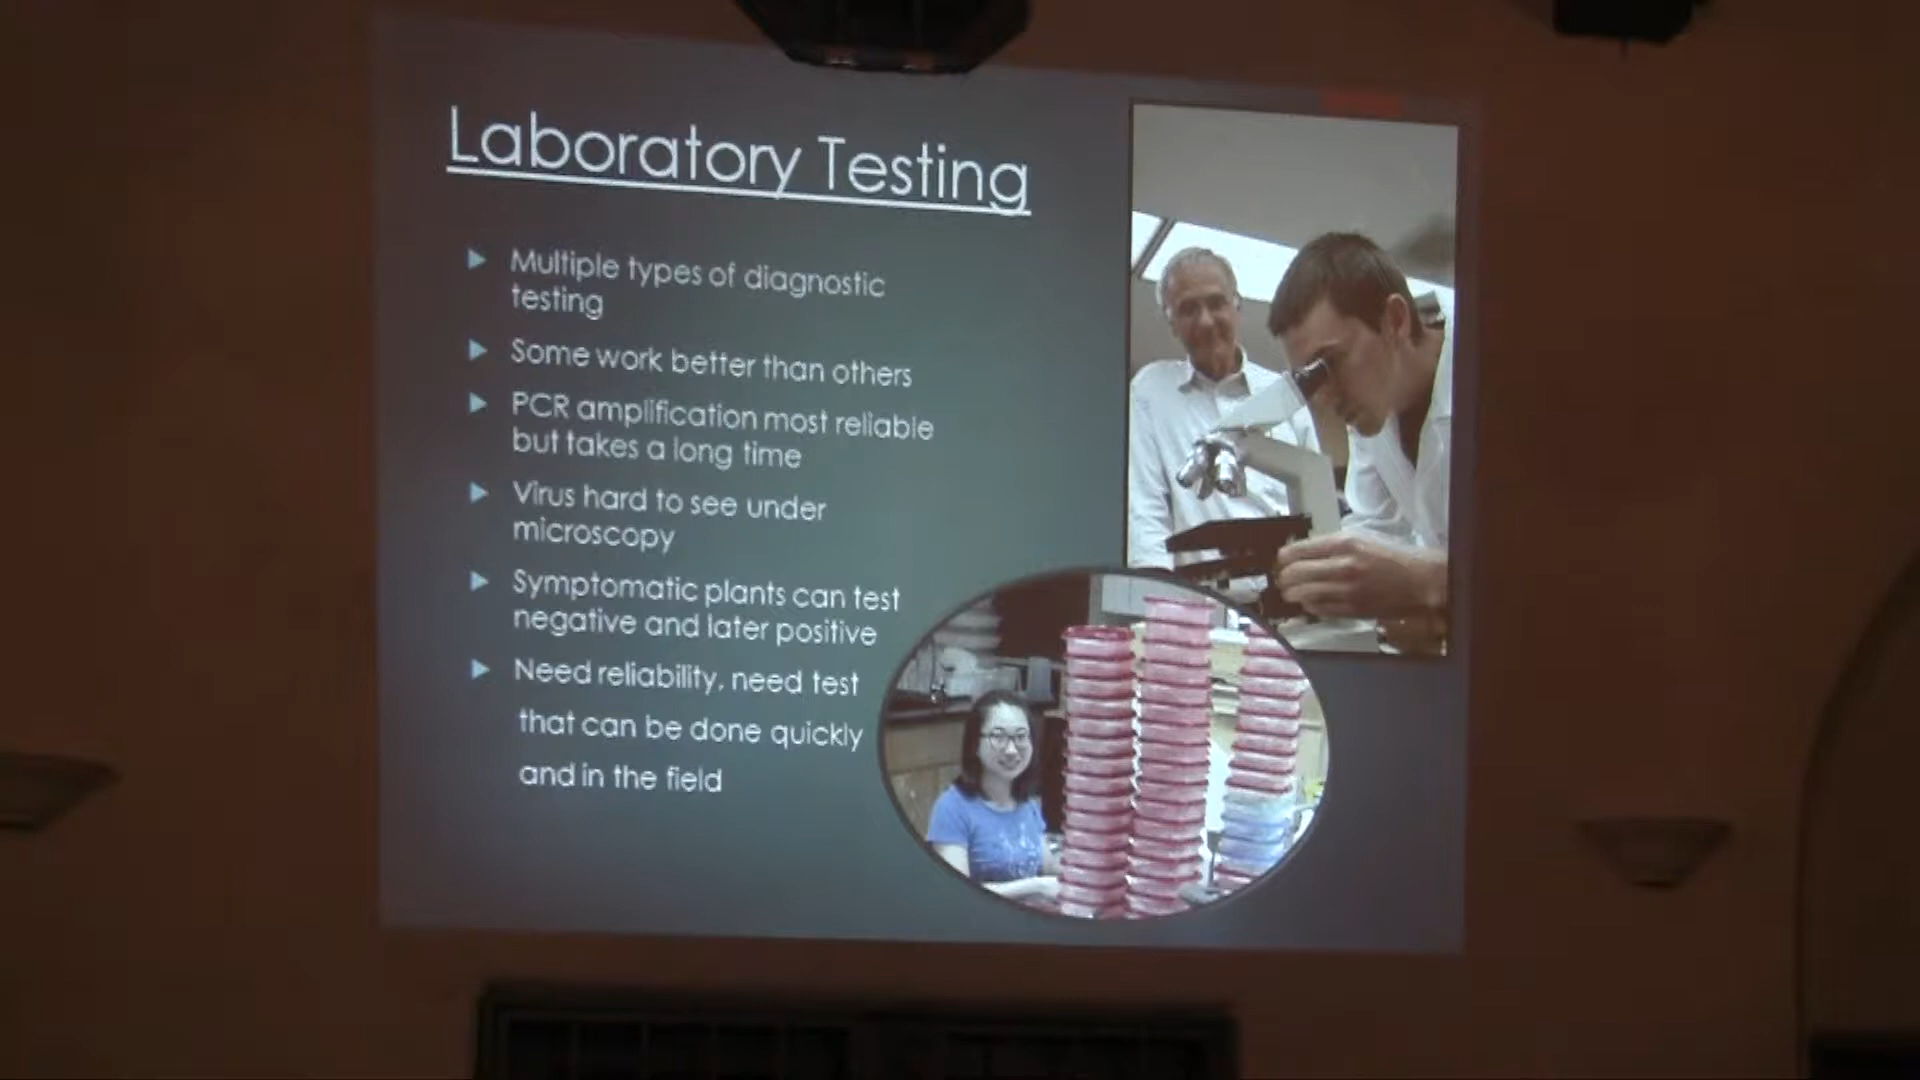 Laboratory Testing
Multiple types of diagnostic
testing
Some work better than others
PCR amplification most reliable
but takes a long time
Virus hard to see under
microscopy
Symptomatic plants can test
negative and later positive
Need reliability, need test
that can be done quickly
and in the field